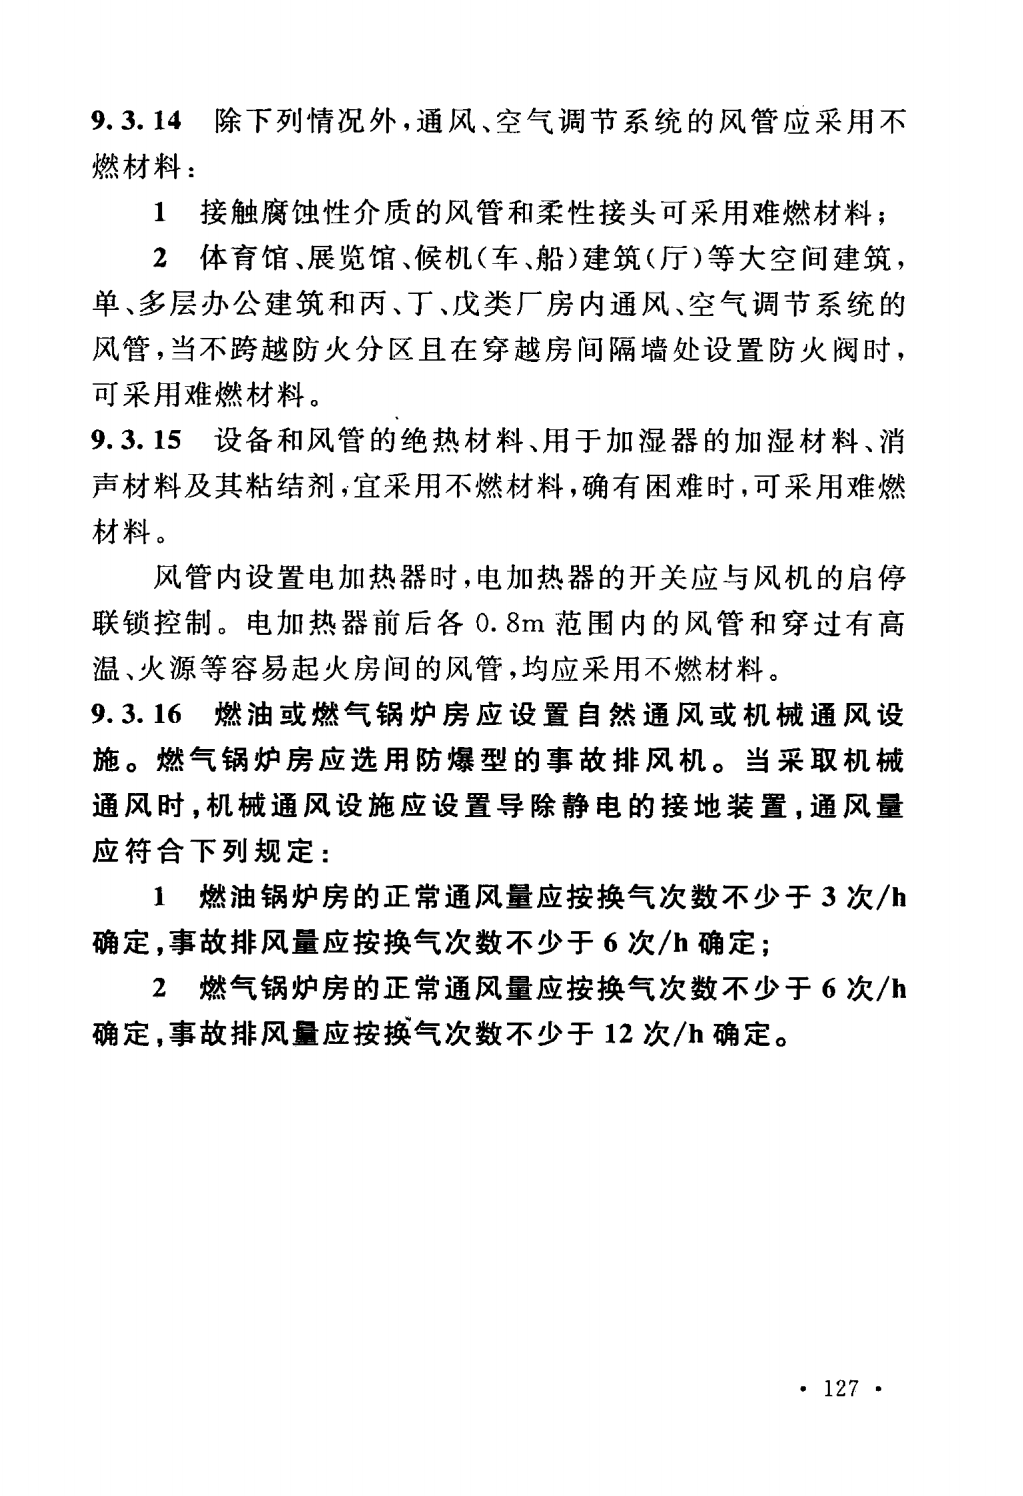 9.3.14 除下列情况外,通风、空气调节系统的风管应采用不
燃材料:
1 接触腐蚀性介质的风管和柔性接头可采用难燃材料;
2 体育馆、展览馆、候机(车、船)建筑(厅)等大空间建筑,
单、多层办公建筑和丙、丁、戊类厂房内通风、空气调节系统的
风管,当不跨越防火分区且在穿越房间隔墙处设置防火阀时,
可采用难燃材料。
9.3.15 设备和风管的绝热材料、用于加湿器的加湿材料、消
声材料及其粘结剂,宜采用不燃材料,确有困难时,可采用难燃
材料。
风管内设置电加热器时,电加热器的开关应与风机的启停
联锁控制。电加热器前后各 0.8m 范围内的风管和穿过有高
温、火源等容易起火房间的风管,均应采用不燃材料。
9.3.16 燃油或燃气锅炉房应设置自然通风或机械通风设
施。燃气锅炉房应选用防爆型的事故排风机。当采取机械
通风时,机械通风设施应设置导除静电的接地装置,通风量
应符合下列规定:
1 燃油锅炉房的正常通风量应按换气次数不少于 3 次/h
确定,事故排风量应按换气次数不少于 6 次/h 确定;
2 燃气锅炉房的正常通风量应按换气次数不少于 6 次/h
确定,事故排风量应按换气次数不少于 12 次/h 确定。
· 127 ·